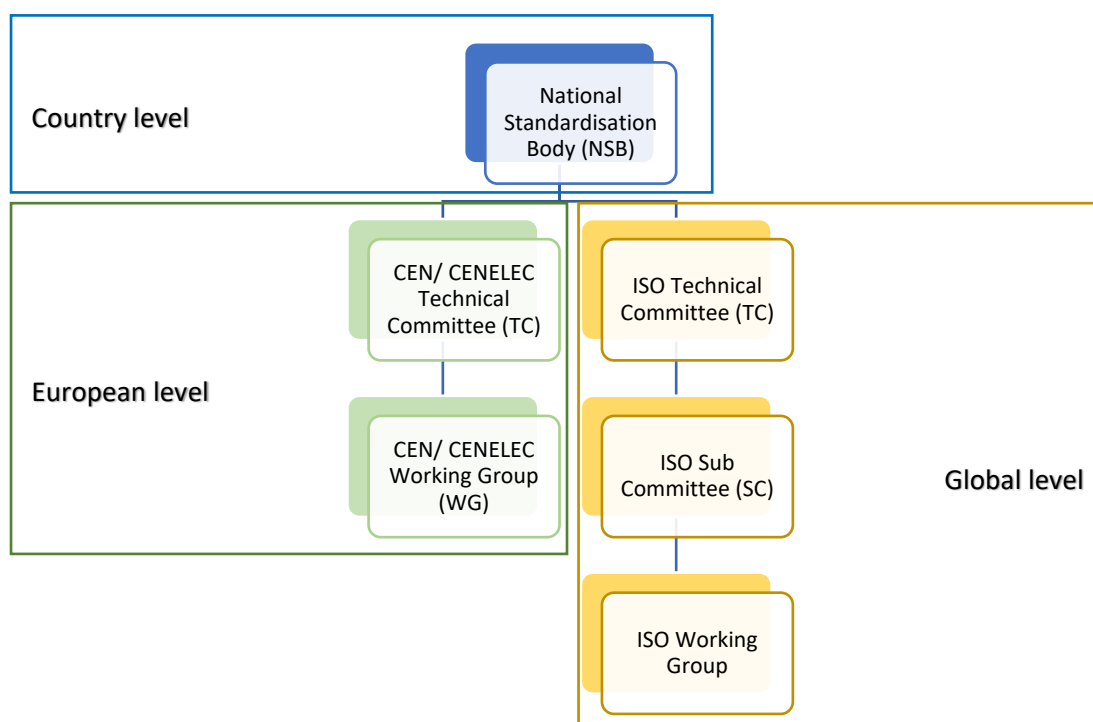 Country level
National
Standardisation
Body (NSB)
European level
CEN/ CENELEC
Technical
Committee (TC)
CEN/ CENELEC
Working Group
(WG)
ISO Technical
Committee (TC)
ISO Sub
Committee (SC)
ISO Working
Group
Global level